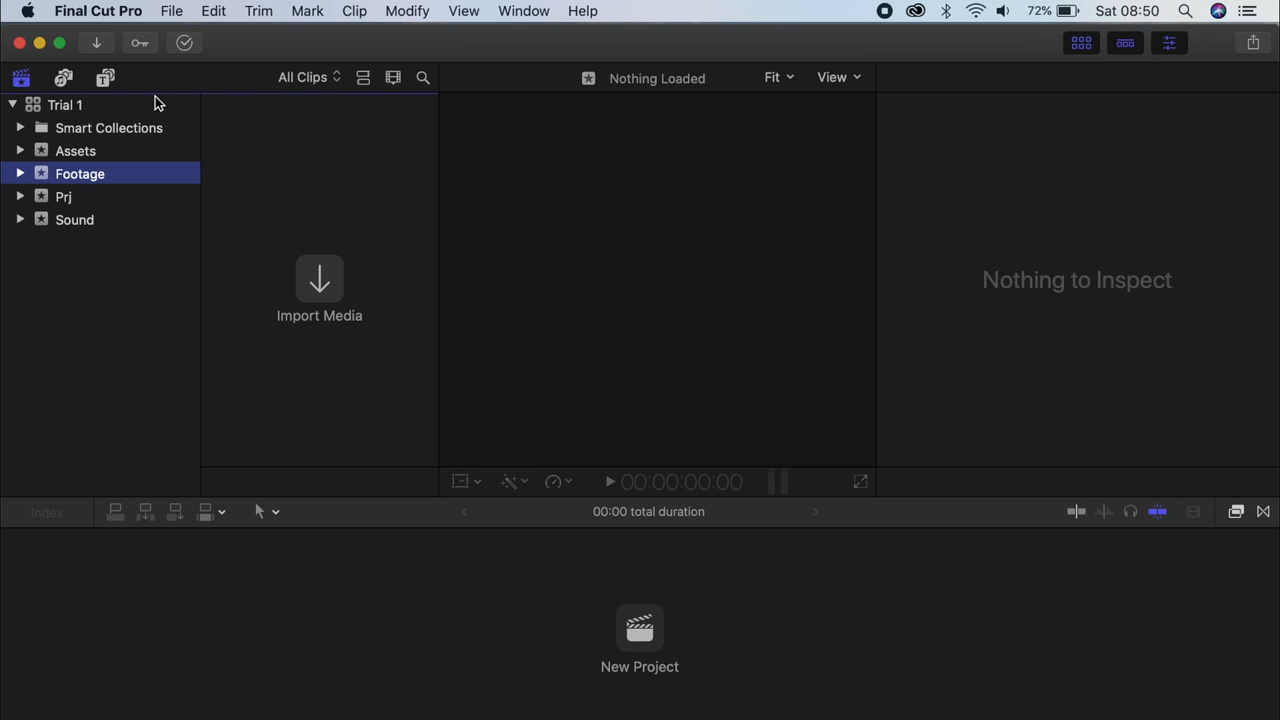 Final Cut Pro File Edit Trim Mark Clip Modify View Window Help 72% Sat 08:50
All Clips Nothing Loaded Fit View
Trial 1
Smart Collections
Assets
Footage
Prj
Sound
Import Media
Nothing to Inspect
00:00:00:00
Index 00:00 total duration
New Project